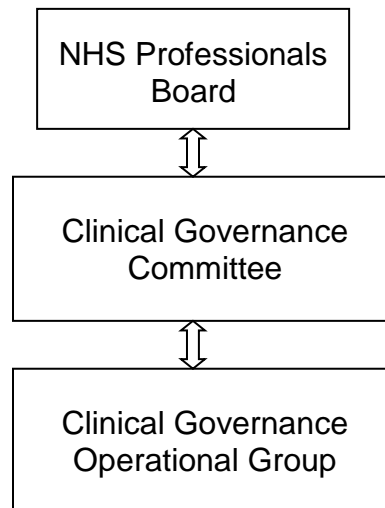 NHS Professionals
Board
Clinical Governance
Committee
Clinical Governance
Operational Group